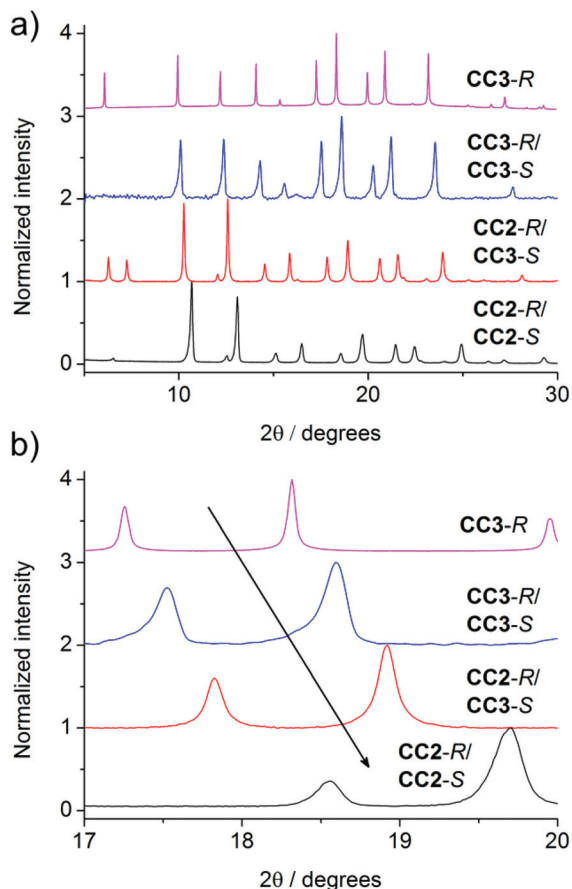 a)
4
3
2
1
0
Normalized intensity
CC3-R
CC3-R/
CC3-S
CC2-R/
CC3-S
CC2-R/
CC2-S
10
20
30
2θ / degrees
b)
4
3
2
1
0
Normalized intensity
CC3-R
CC3-R/
CC3-S
CC2-R/
CC3-S
CC2-R/
CC2-S
17
18
19
20
2θ / degrees